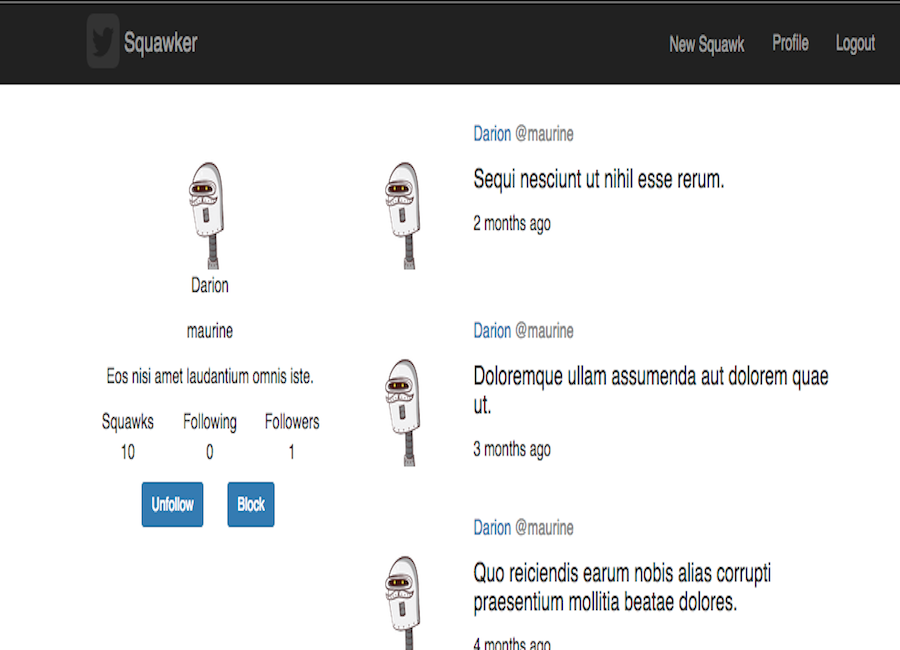 Squawker
New Squawk Profile Logout
Darion
maurine
Eos nisi amet laudantium omnis iste.
Squawks Following Followers
10 0 1
Unfollow Block
Darion @maurine
Sequi nesciunt ut nihil esse rerum.
2 months ago
Darion @maurine
Doloremque ullam assumenda aut dolorem quae
ut.
3 months ago
Darion @maurine
Quo reiciendis earum nobis alias corrupti
praesentium mollitia beatae dolores.
4 months ago